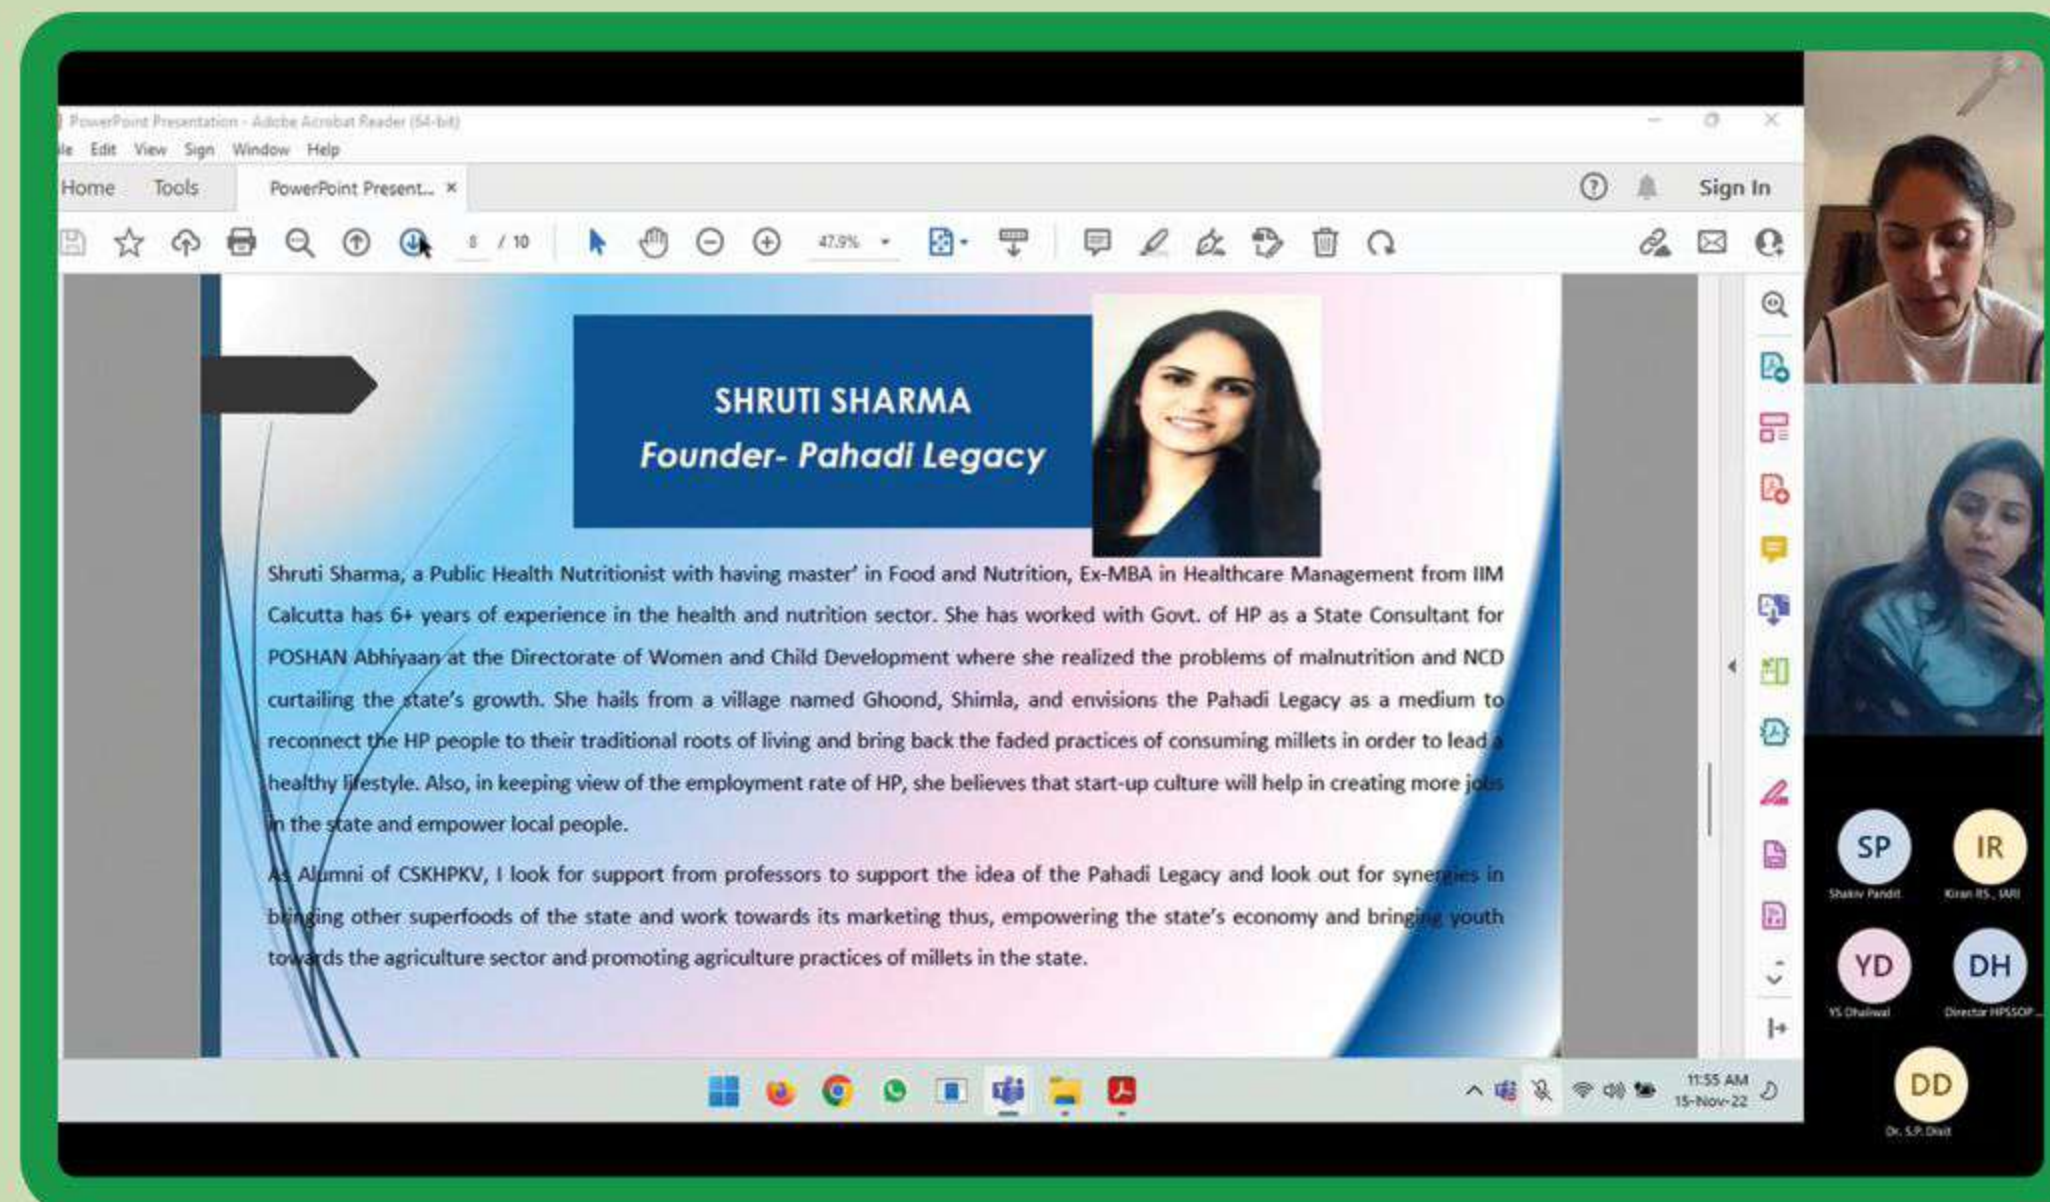 PowerPoint Presentation - Adobe Acrobat Reader (64-bit)
Edit View Sign Window Help
Home Tools PowerPoint Present... ×
Sign In
8 / 10
47.9%
SHRUTI SHARMA
Founder- Pahadi Legacy
Shruti Sharma, a Public Health Nutritionist with having master' in Food and Nutrition, Ex-MBA in Healthcare Management from IIM
Calcutta has 6+ years of experience in the health and nutrition sector. She has worked with Govt. of HP as a State Consultant for
POSHAN Abhiyaan at the Directorate of Women and Child Development where she realized the problems of malnutrition and NCD
curtailing the state's growth. She hails from a village named Ghoond, Shimla, and envisions the Pahadi Legacy as a medium to
reconnect the HP people to their traditional roots of living and bring back the faded practices of consuming millets in order to lead a
healthy lifestyle. Also, in keeping view of the employment rate of HP, she believes that start-up culture will help in creating more jobs
in the state and empower local people.
As Alumni of CSKHPKV, I look for support from professors to support the idea of the Pahadi Legacy and look out for synergies in
bringing other superfoods of the state and work towards its marketing thus, empowering the state's economy and bringing youth
towards the agriculture sector and promoting agriculture practices of millets in the state.
SP IR
Pandit Kiran RS., IARI
YD DH
YS Dhaliwal Director HPSSOP ...
DD
Dr. S.P. Dixit
11:55 AM
15-Nov-22